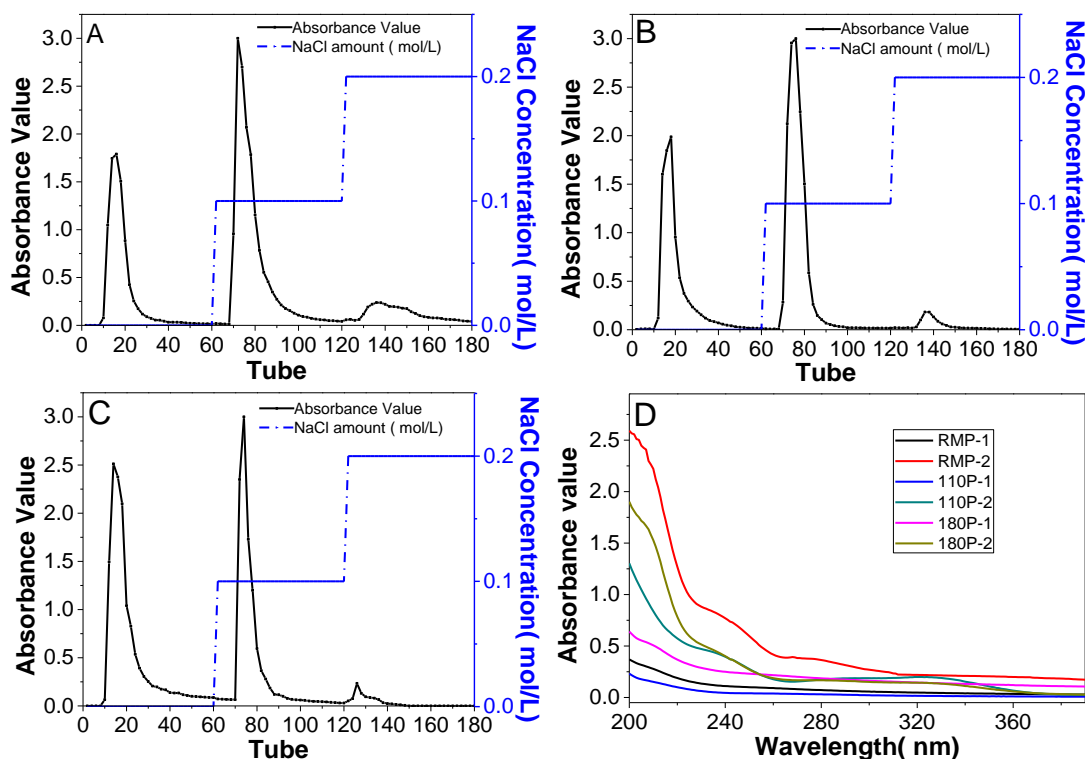 A
Absorbance Value
NaCl amount ( mol/L)
3.0
2.5
2.0
1.5
1.0
0.5
0.0
Absorbance Value
0 20 40 60 80 100 120 140 160 180
Tube
0.2
0.1
0.0
NaCl Concentration( mol/L)
B
Absorbance Value
NaCl amount ( mol/L)
3.0
2.5
2.0
1.5
1.0
0.5
0.0
Absorbance Value
0 20 40 60 80 100 120 140 160 180
Tube
0.2
0.1
0.0
NaCl Concentration( mol/L)
C
Absorbance Value
NaCl amount ( mol/L)
3.0
2.5
2.0
1.5
1.0
0.5
0.0
Absorbance Value
0 20 40 60 80 100 120 140 160 180
Tube
0.2
0.1
0.0
NaCl Concentration( mol/L)
D
RMP-1
RMP-2
110P-1
110P-2
180P-1
180P-2
2.5
2.0
1.5
1.0
0.5
0.0
Absorbance value
200 240 280 320 360
Wavelength( nm)